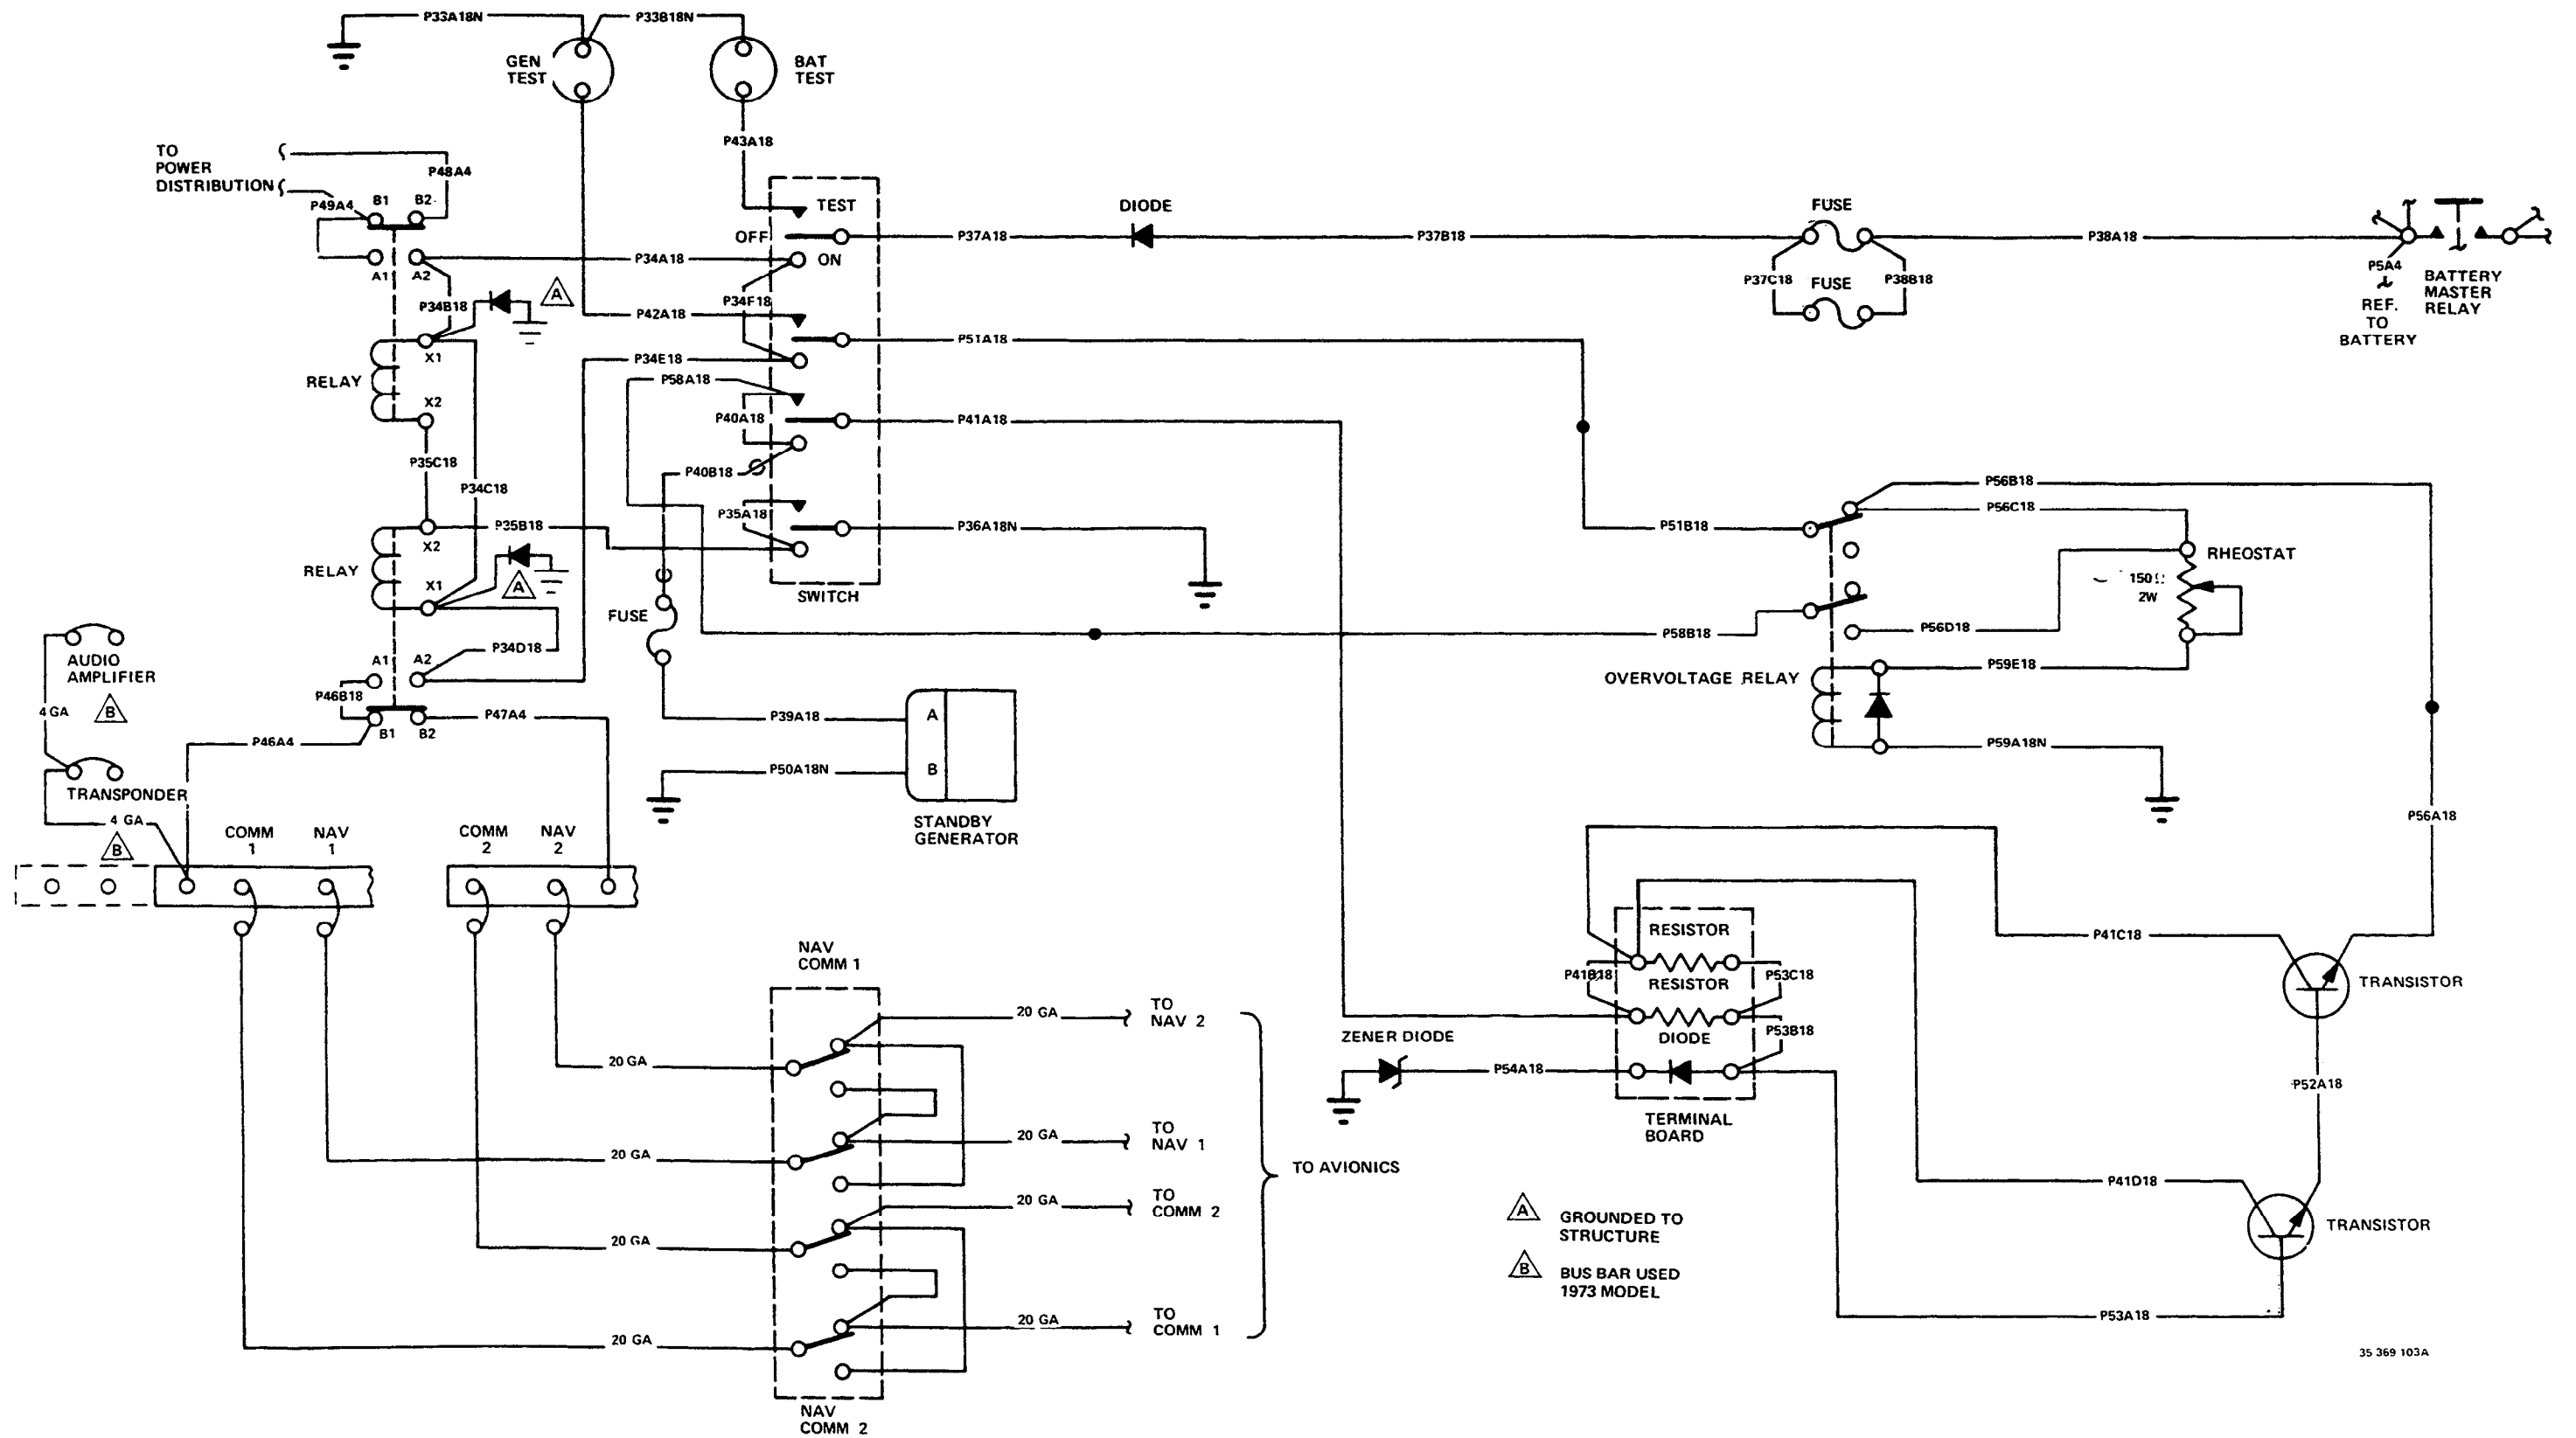 P33A18N
P33B18N
GEN
TEST
BAT
TEST
P43A18
TO
POWER
DISTRIBUTION
P48A4
P49A4
B1
B2
TEST
OFF
ON
P37A18
DIODE
P37B18
FUSE
P38A18
P37C18
FUSE
P38B18
P5A4
REF.
TO
BATTERY
BATTERY
MASTER
RELAY
A1
A2
P34A18
P34B18
A
P34F18
P42A18
P51A18
X1
RELAY
X2
P34E18
P58A18
P40A18
P41A18
P35C18
P40B18
P34C18
P35A18
P36A18N
P35B18
X2
RELAY
X1
A
SWITCH
FUSE
P51B18
P56B18
P56C18
RHEOSTAT
150Ω
2W
P58B18
P56D18
OVERVOLTAGE RELAY
P59E18
P59A18N
P56A18
AUDIO
AMPLIFIER
4 GA
B
A1
A2
P34D18
P46B18
B1
B2
P47A4
P46A4
TRANSPONDER
4 GA
B
P39A18
A
P50A18N
B
STANDBY
GENERATOR
COMM
1
NAV
1
COMM
2
NAV
2
NAV
COMM 1
20 GA
TO
NAV 2
20 GA
20 GA
TO
NAV 1
20 GA
20 GA
TO
COMM 2
20 GA
20 GA
TO
COMM 1
20 GA
TO AVIONICS
NAV
COMM 2
RESISTOR
P41B18
P53C18
RESISTOR
DIODE
P53B18
ZENER DIODE
P54A18
TERMINAL
BOARD
P41C18
TRANSISTOR
P52A18
P41D18
TRANSISTOR
P53A18
A
GROUNDED TO
STRUCTURE
B
BUS BAR USED
1973 MODEL
35 369 103A